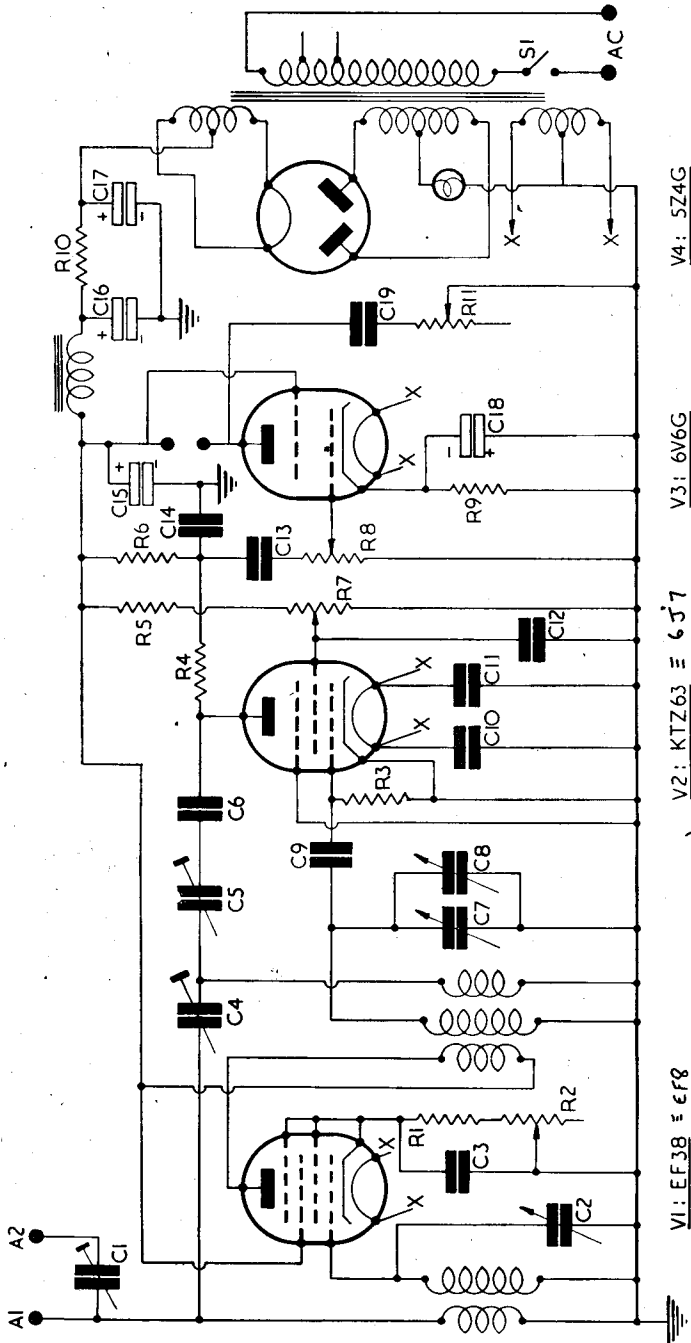 A1
A2
C1
R10
C16
+
-
C17
+
-
C15
+
-
R6
C14
R5
R4
C6
C5
C4
C13
R8
R7
C19
R11
S1
AC
C9
R3
X
X
C8
C7
C12
C11
C10
X
X
R9
C18
-
+
X
X
R1
R2
C3
C2
X
X
V1: EF38 = EF8
V2: KTZ63 ≡ 6J7
V3: 6V6G
V4: 5Z4G